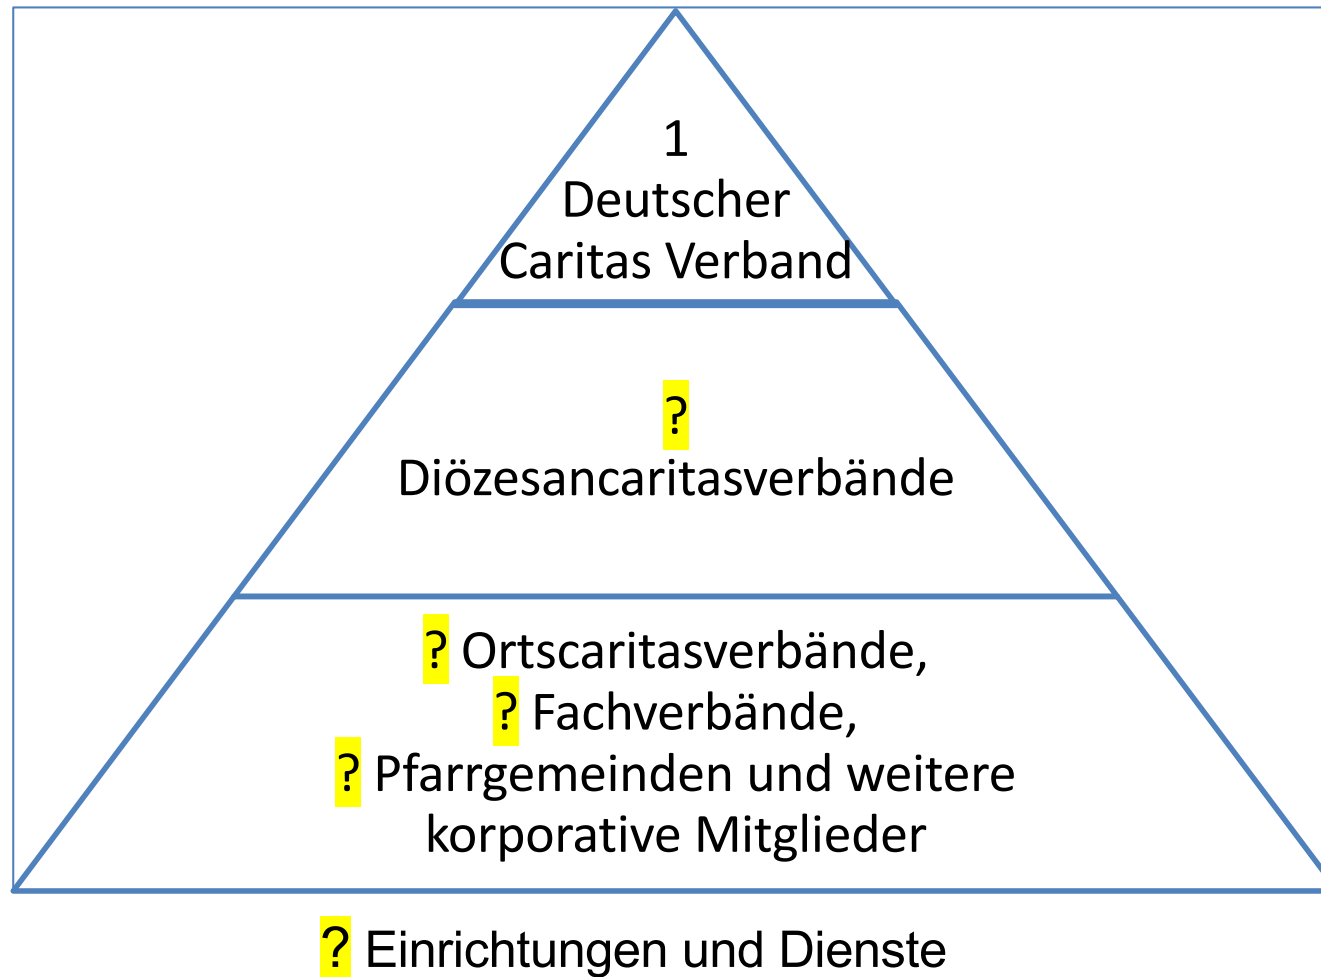 1
Deutscher
Caritas Verband
?
Diözesancaritasverbände
? Ortscaritasverbände,
? Fachverbände,
? Pfarrgemeinden und weitere
korporative Mitglieder
? Einrichtungen und Dienste